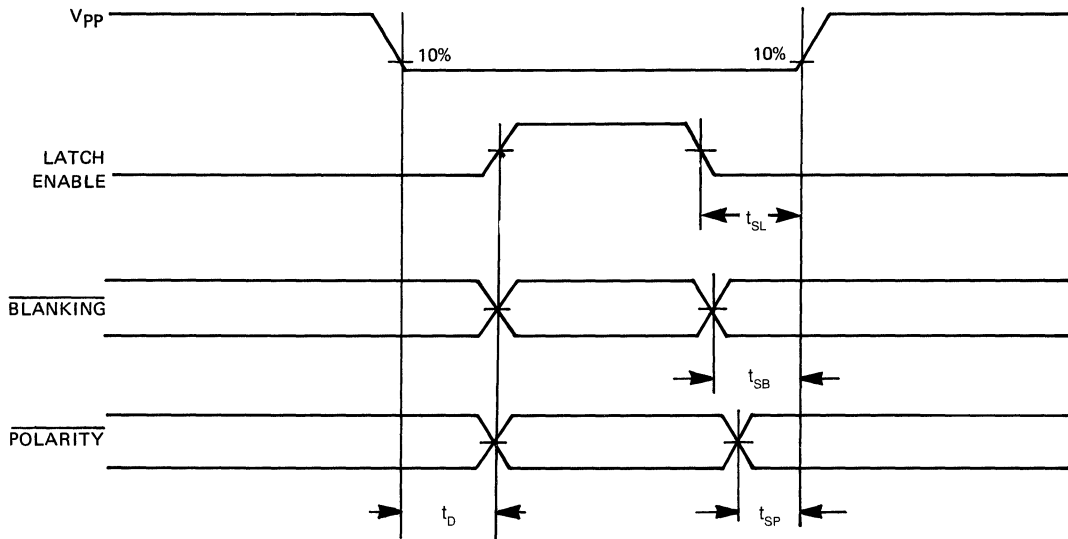 VPP
10%
10%
LATCH
ENABLE
tSL
BLANKING
tSB
POLARITY
tD
tSP